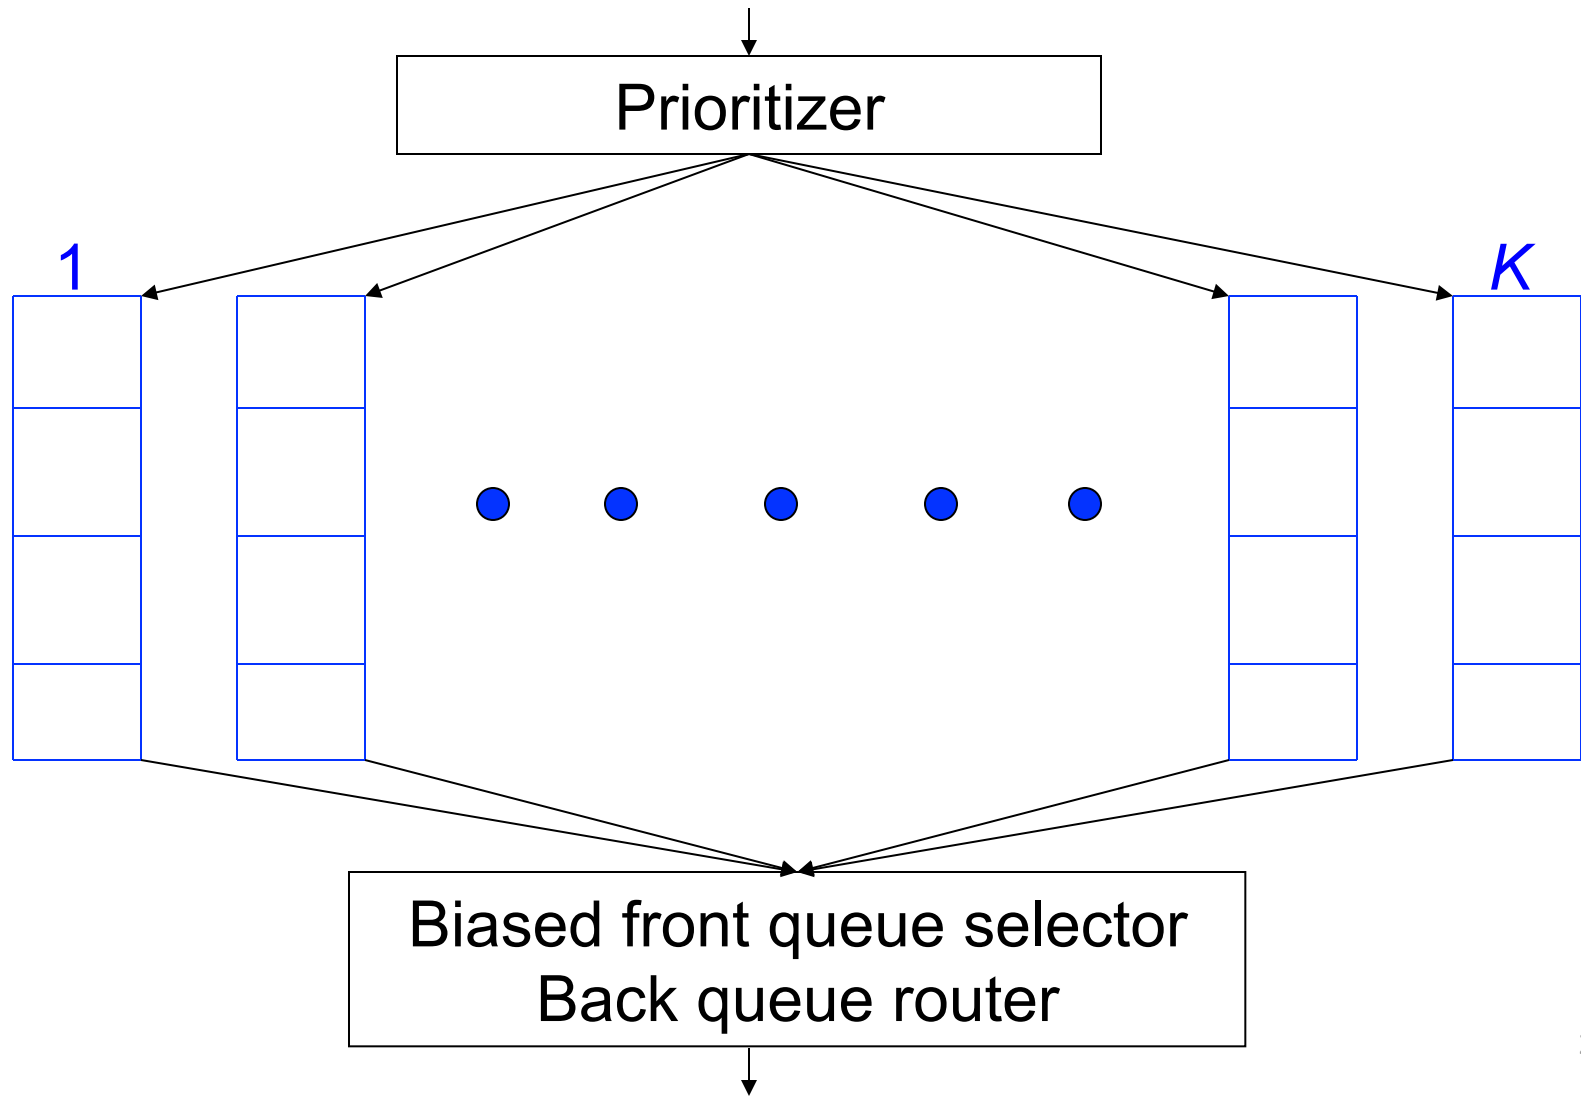 Prioritizer
1
K
Biased front queue selector
Back queue router